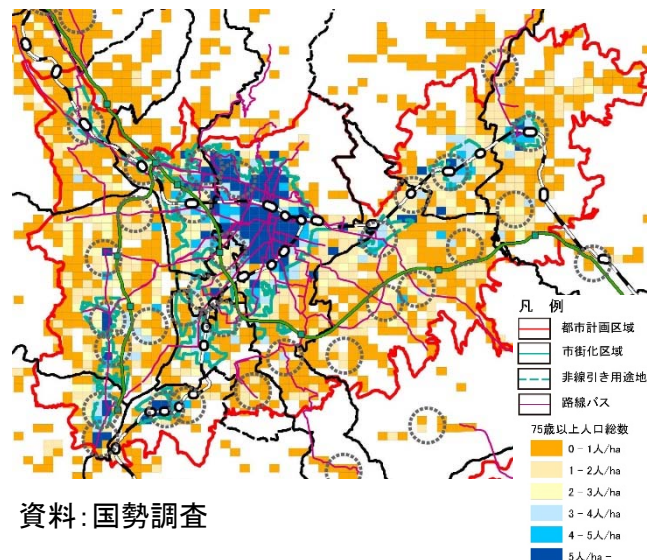 凡 例
都市計画区域
市街化区域
非線引き用途地
路線バス
75歳以上人口総数
0 - 1人/ha
1 - 2人/ha
2 - 3人/ha
3 - 4人/ha
4 - 5人/ha
5人/ha -
資料:国勢調査